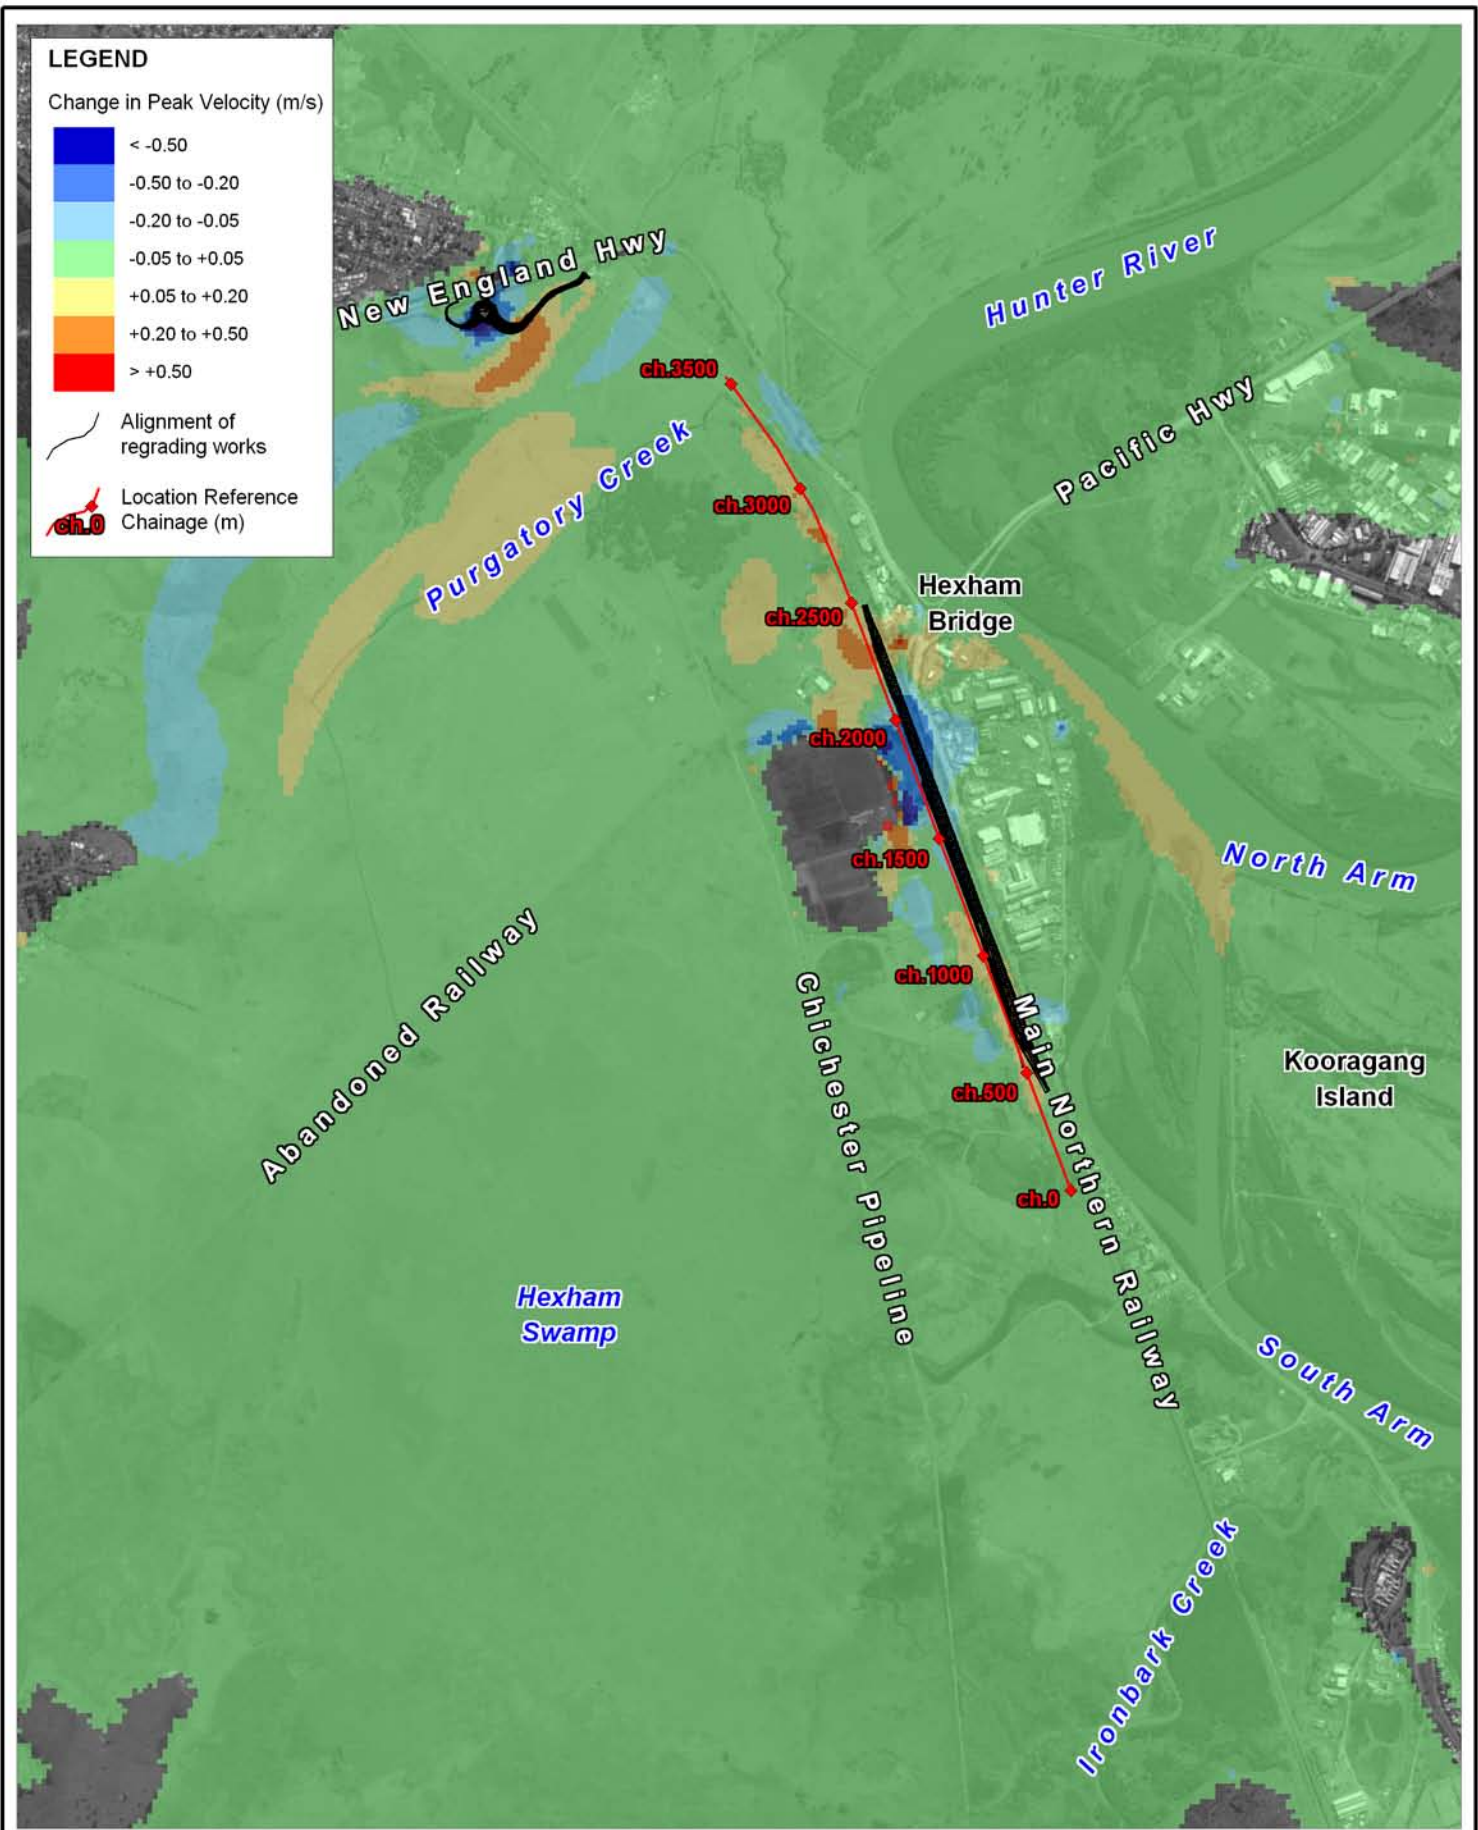 LEGEND
Change in Peak Velocity (m/s)
< -0.50
-0.50 to -0.20
-0.20 to -0.05
-0.05 to +0.05
+0.05 to +0.20
+0.20 to +0.50
> +0.50
Alignment of
regrading works
ch.0
Location Reference
Chainage (m)
New England Hwy
Hunter River
ch.3500
Pacific Hwy
Purgatory Creek
ch.3000
Hexham
Bridge
ch.2500
ch.2000
ch.1500
North Arm
ch.1000
Abandoned Railway
Chichester Pipeline
Main Northern Railway
Kooragang
Island
ch.500
ch.0
Hexham
Swamp
South Arm
Ironbark Creek